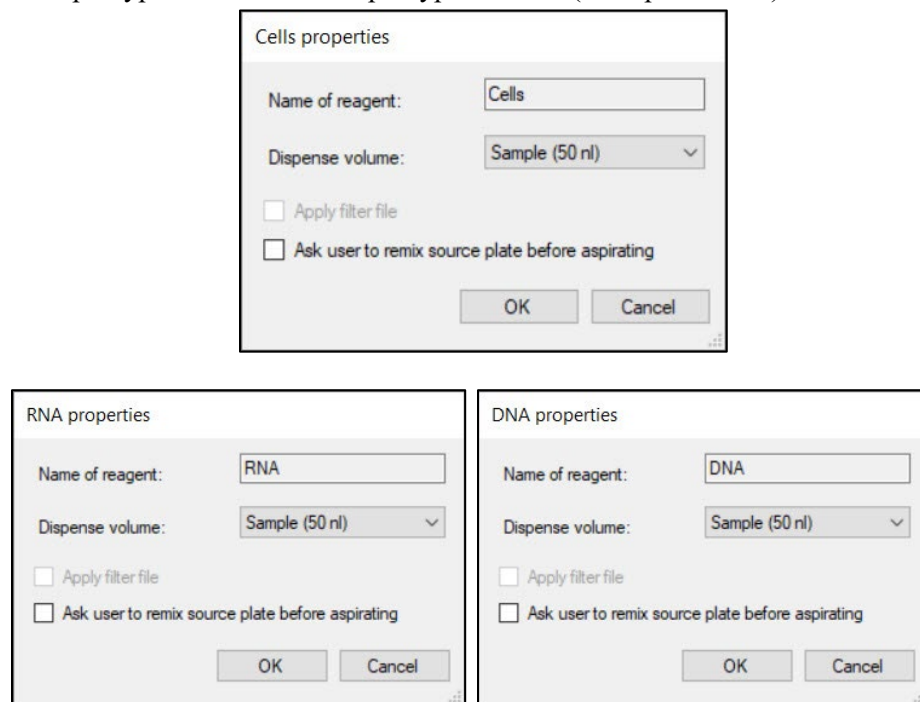 Cells properties
Name of reagent: Cells
Dispense volume: Sample (50 nl)
Apply filter file
Ask user to remix source plate before aspirating
OK Cancel
RNA properties
Name of reagent: RNA
Dispense volume: Sample (50 nl)
Apply filter file
Ask user to remix source plate before aspirating
OK Cancel
DNA properties
Name of reagent: DNA
Dispense volume: Sample (50 nl)
Apply filter file
Ask user to remix source plate before aspirating
OK Cancel